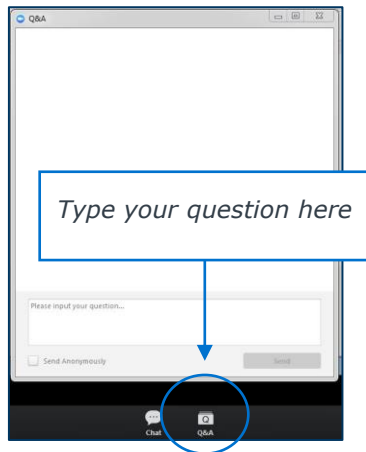 Q&A
Type your question here
Please input your question...
Send Anonymously
Send
Chat
Q&A